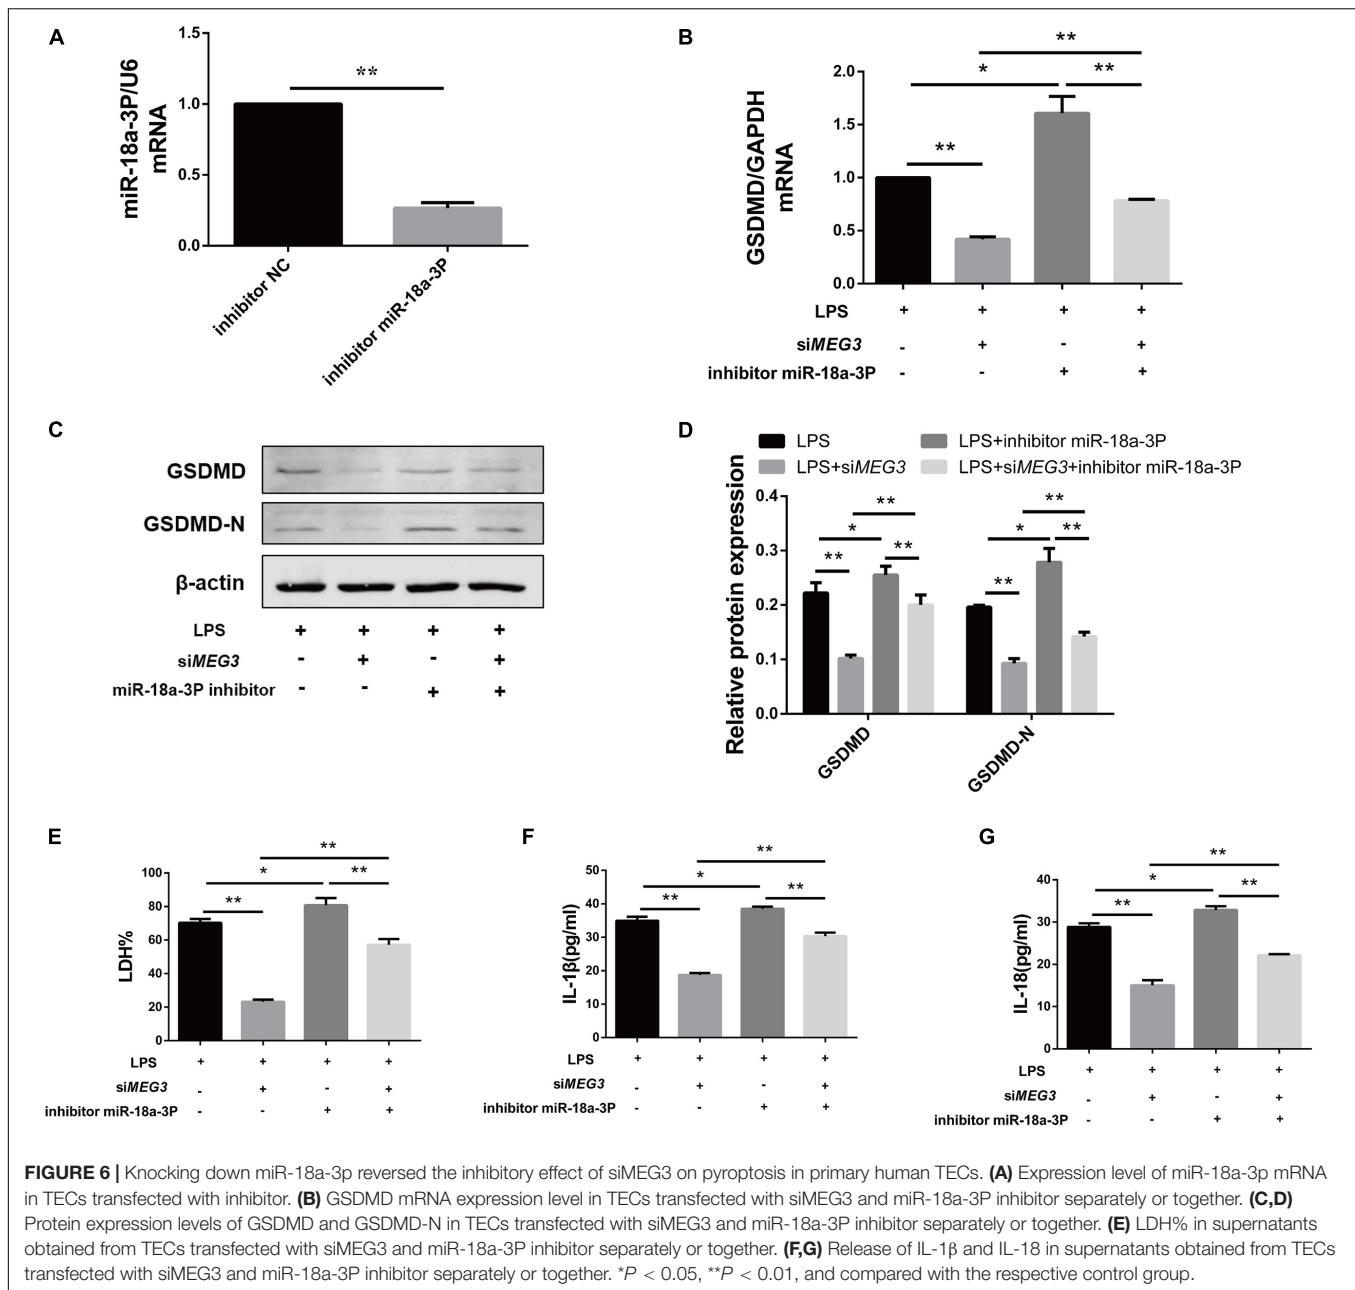 A
miR-18a-3P/U6
mRNA
1.5
1.0
0.5
0.0
**
inhibitor NC
inhibitor miR-18a-3P
B
GSDMD/GAPDH
mRNA
2.0
1.5
1.0
0.5
0.0
**
* **
**
LPS + + + +
siMEG3 - + - +
inhibitor miR-18a-3P - - + +
C
GSDMD
GSDMD-N
β-actin
LPS + + + +
siMEG3 - + - +
miR-18a-3P inhibitor - - + +
D
LPS LPS+inhibitor miR-18a-3P
LPS+siMEG3 LPS+siMEG3+inhibitor miR-18a-3P
Relative protein expression
0.4
0.3
0.2
0.1
0.0
** **
* *
** ** ** **
GSDMD
GSDMD-N
E
LDH%
100
80
60
40
20
0
**
* **
**
LPS + + + +
siMEG3 - + - +
inhibitor miR-18a-3P - - + +
F
IL-1β(pg/ml)
50
40
30
20
10
0
**
* **
**
LPS + + + +
siMEG3 - + - +
inhibitor miR-18a-3P - - + +
G
IL-18(pg/ml)
40
30
20
10
0
**
* **
**
LPS + + + +
siMEG3 - + - +
inhibitor miR-18a-3P - - + +
FIGURE 6 | Knocking down miR-18a-3p reversed the inhibitory effect of siMEG3 on pyroptosis in primary human TECs. (A) Expression level of miR-18a-3p mRNA
in TECs transfected with inhibitor. (B) GSDMD mRNA expression level in TECs transfected with siMEG3 and miR-18a-3P inhibitor separately or together. (C,D)
Protein expression levels of GSDMD and GSDMD-N in TECs transfected with siMEG3 and miR-18a-3P inhibitor separately or together. (E) LDH% in supernatants
obtained from TECs transfected with siMEG3 and miR-18a-3P inhibitor separately or together. (F,G) Release of IL-1β and IL-18 in supernatants obtained from TECs
transfected with siMEG3 and miR-18a-3P inhibitor separately or together. *P < 0.05, **P < 0.01, and compared with the respective control group.